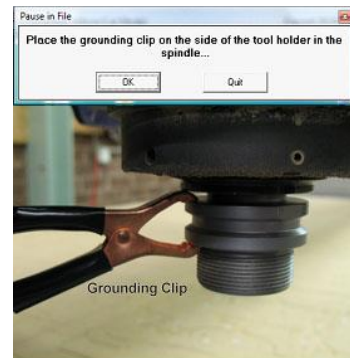 Pause in File
Place the grounding clip on the side of the tool holder in the
spindle...
OK
Quit
Grounding Clip